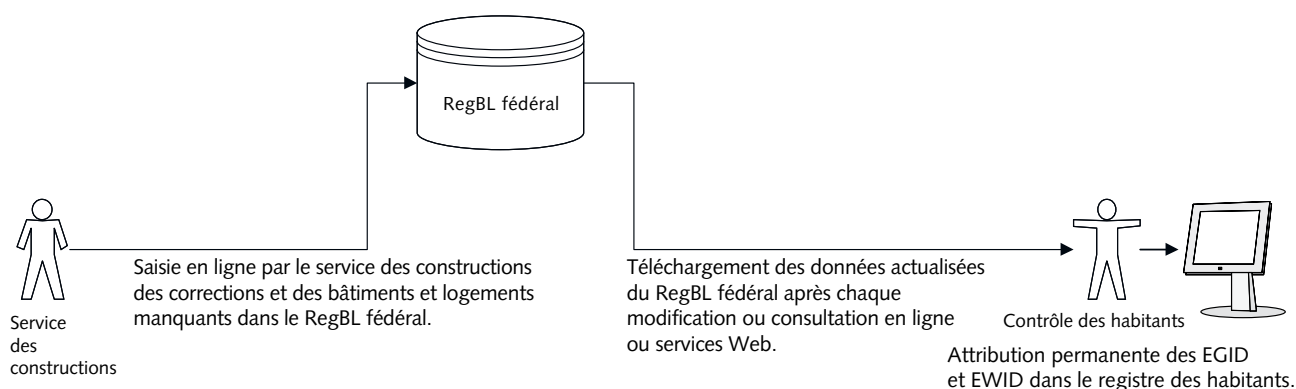 RegBL fédéral
Saisie en ligne par le service des constructions
des corrections et des bâtiments et logements
manquants dans le RegBL fédéral.
Service
des
constructions
Téléchargement des données actualisées
du RegBL fédéral après chaque
modification ou consultation en ligne
ou services Web.
Contrôle des habitants
Attribution permanente des EGID
et EWID dans le registre des habitants.